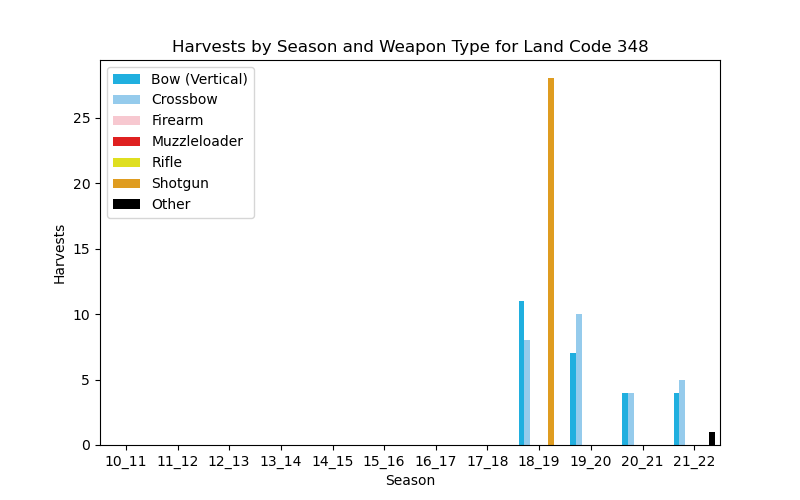 Harvests by Season and Weapon Type for Land Code 348
Bow (Vertical)
Crossbow
Firearm
Muzzleloader
Rifle
Shotgun
Other
25
20
15
10
5
0
Harvests
10_11 11_12 12_13 13_14 14_15 15_16 16_17 17_18 18_19 19_20 20_21 21_22
Season